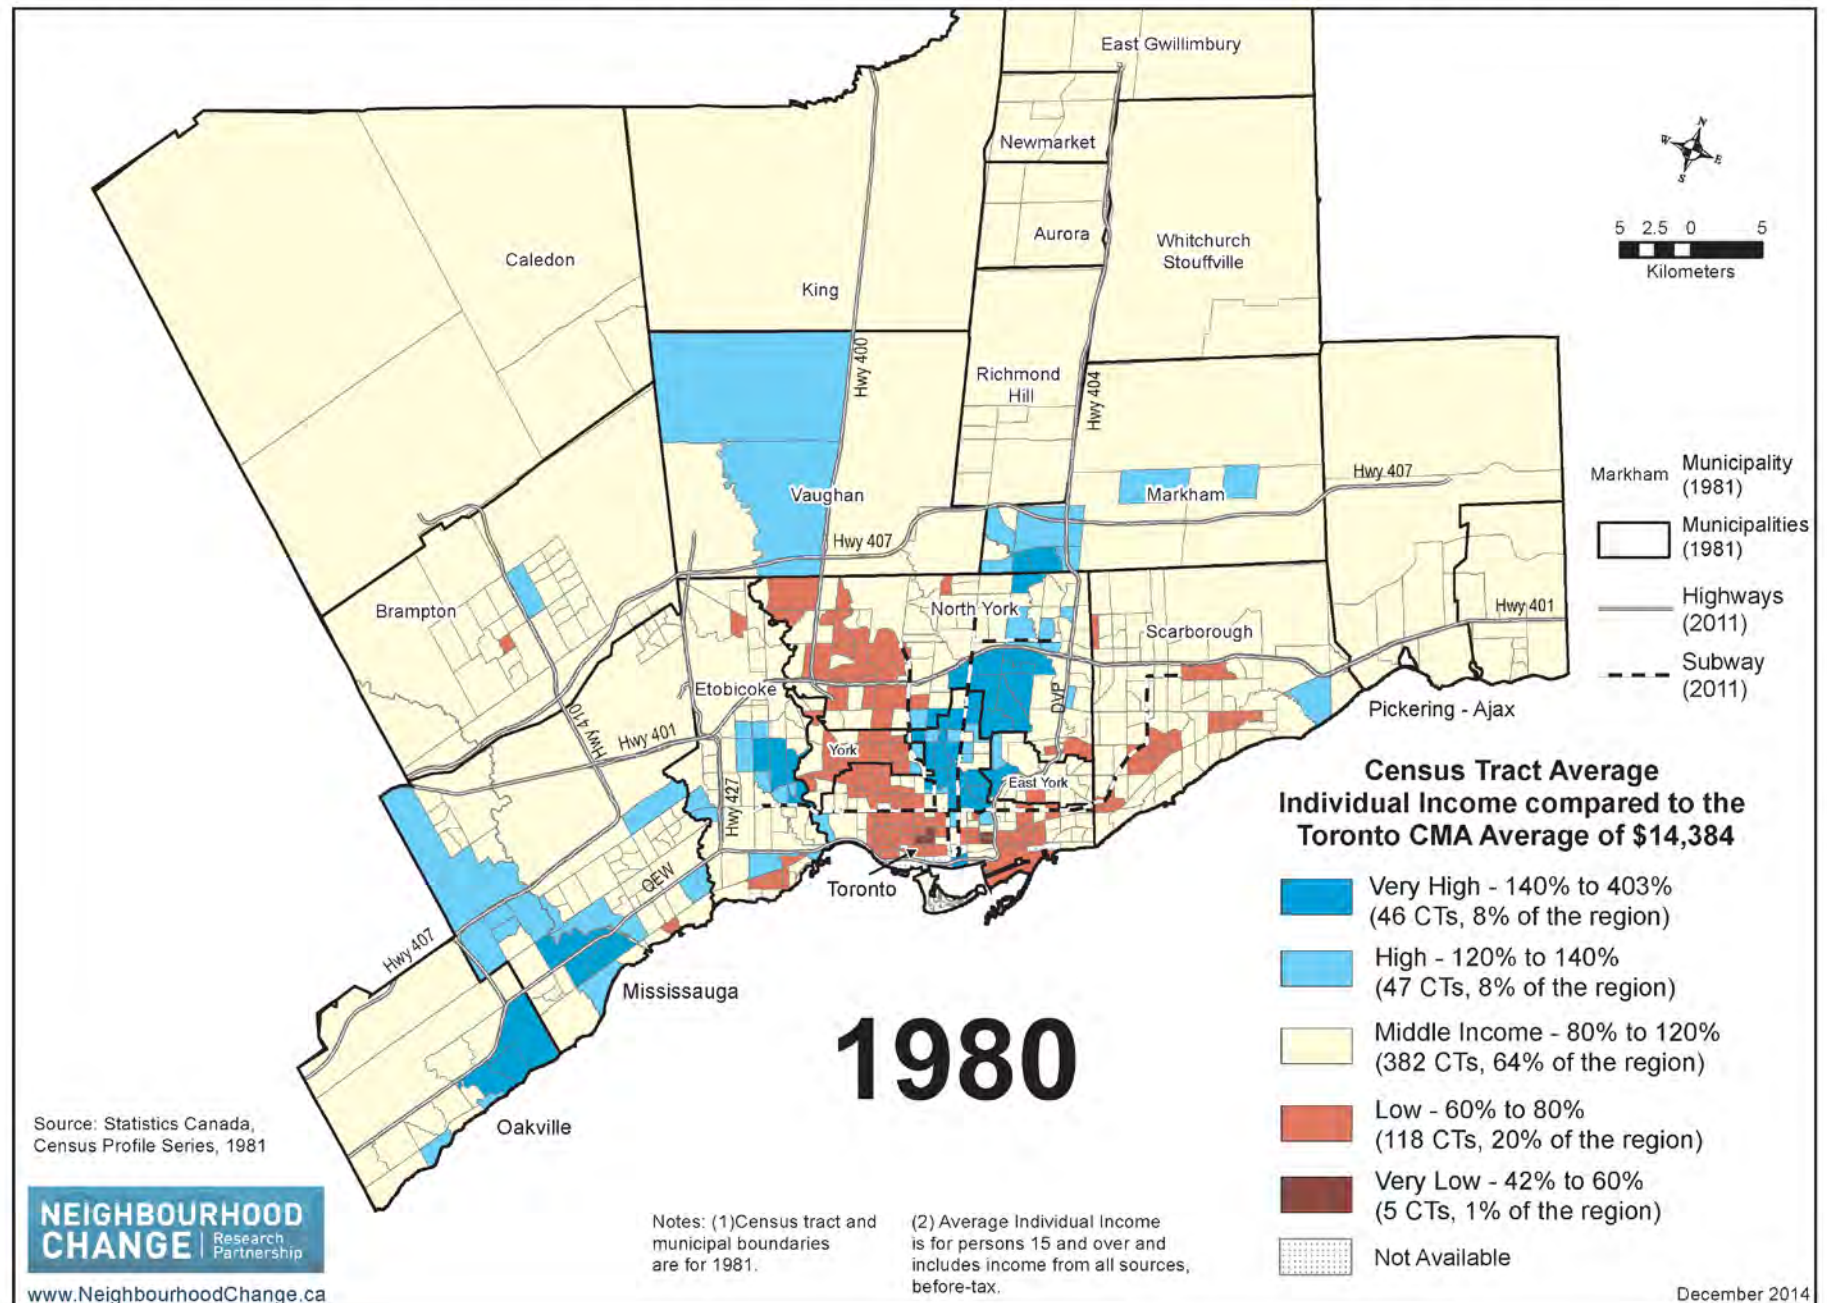 East Gwillimbury
Newmarket
Aurora
Whitchurch
Stouffville
Caledon
King
Richmond
Hill
Hwy 400
Hwy 404
Vaughan
Markham
Hwy 407
Hwy 407
Brampton
North York
Scarborough
Hwy 401
Etobicoke
Pickering - Ajax
DVP
Hwy 410
Hwy 401
York
East York
Hwy 427
QEW
Toronto
Hwy 407
Mississauga
Oakville
N
W
E
S
5 2.5 0 5
Kilometers
Markham
Municipality
(1981)
Municipalities
(1981)
Highways
(2011)
Subway
(2011)
Census Tract Average
Individual Income compared to the
Toronto CMA Average of $14,384
Very High - 140% to 403%
(46 CTs, 8% of the region)
High - 120% to 140%
(47 CTs, 8% of the region)
Middle Income - 80% to 120%
(382 CTs, 64% of the region)
Low - 60% to 80%
(118 CTs, 20% of the region)
Very Low - 42% to 60%
(5 CTs, 1% of the region)
Not Available
1980
Source: Statistics Canada,
Census Profile Series, 1981
NEIGHBOURHOOD
CHANGE Research
Partnership
www.NeighbourhoodChange.ca
Notes: (1)Census tract and
municipal boundaries
are for 1981.
(2) Average Individual Income
is for persons 15 and over and
includes income from all sources,
before-tax.
December 2014